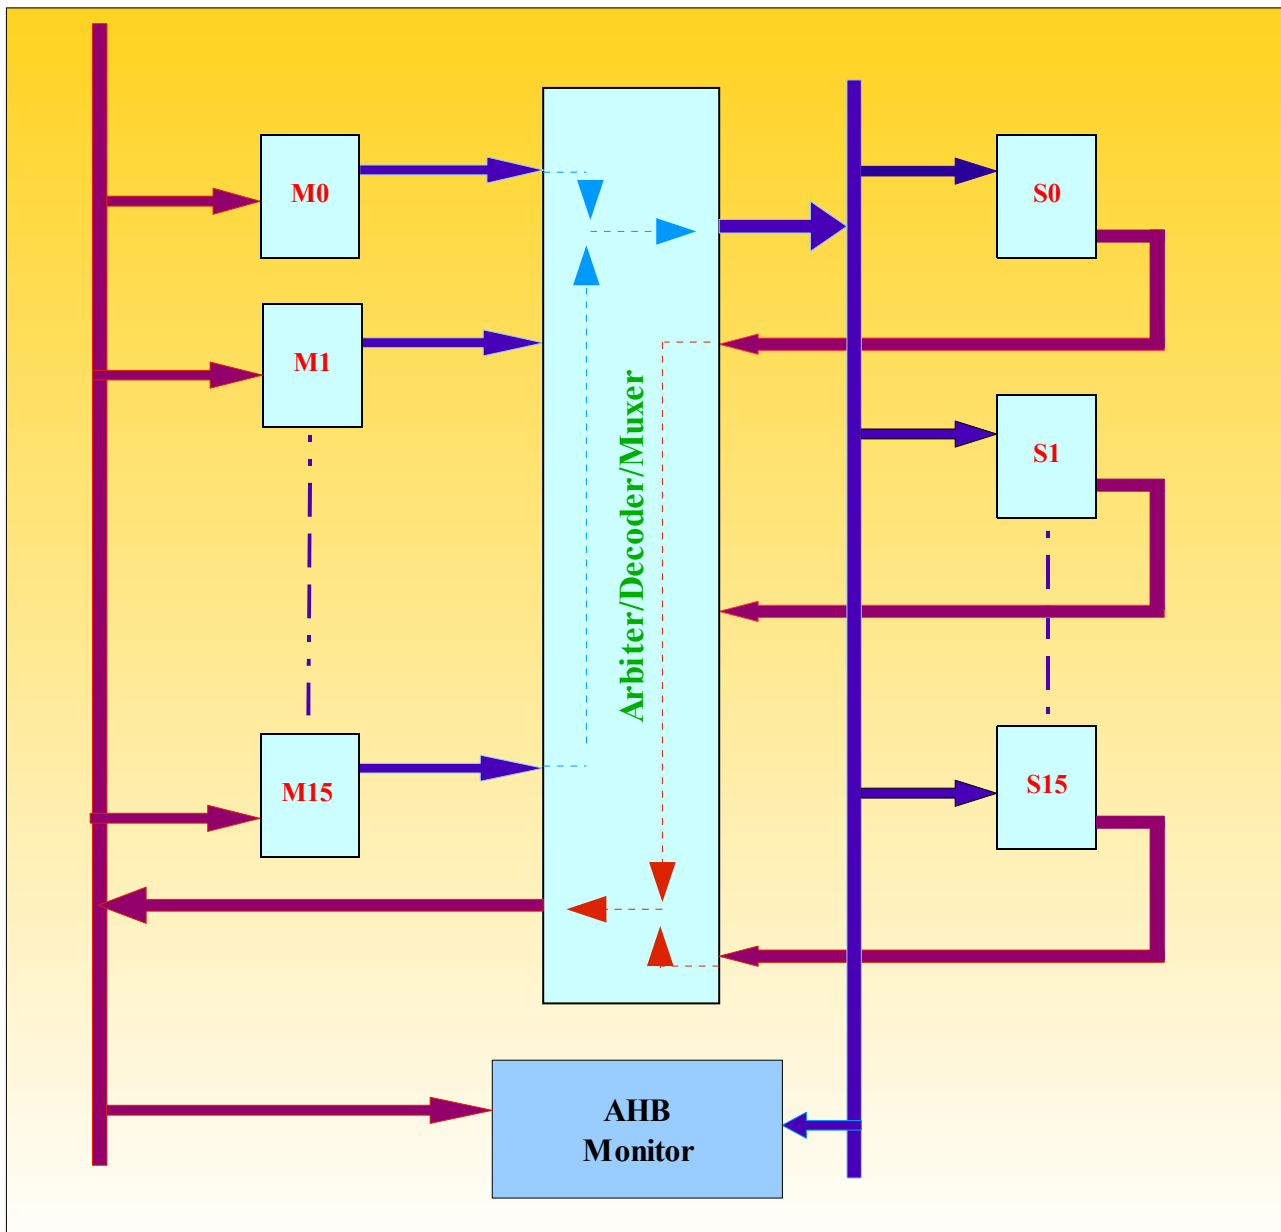 M0
S0
M1
Arbiter/Decoder/Muxer
S1
M15
S15
AHB
Monitor